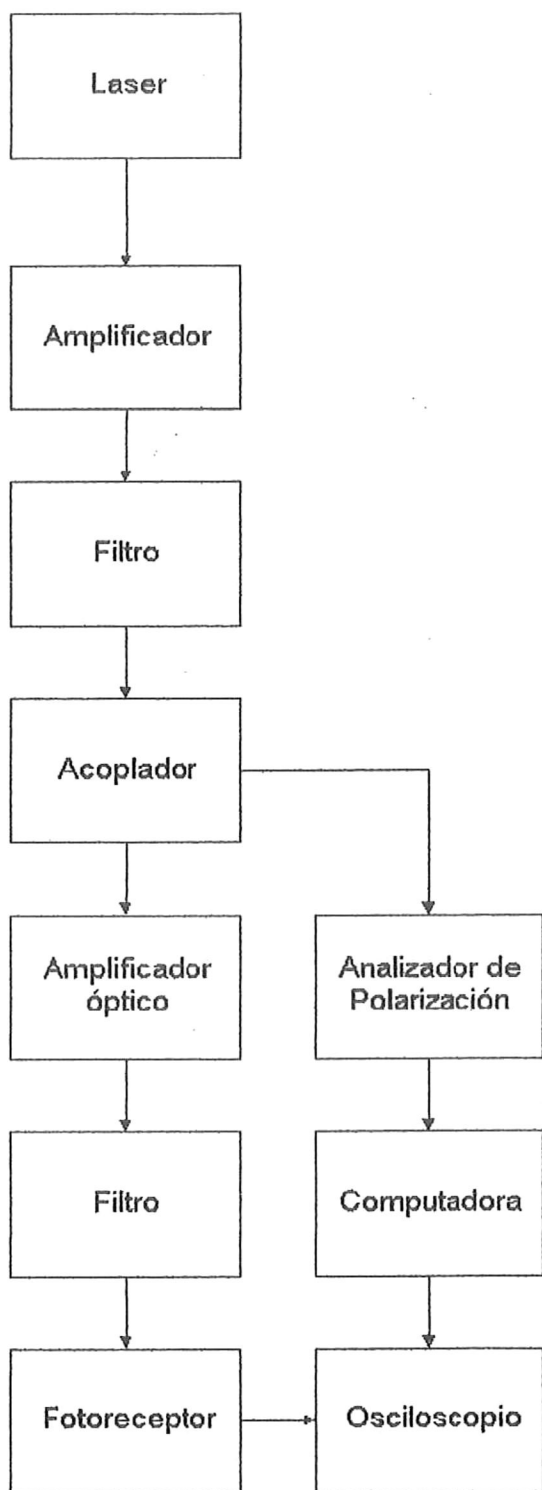 Laser
Amplificador
Filtro
Acoplador
Amplificador
óptico
Analizador de
Polarización
Filtro
Computadora
Fotoreceptor
Osciloscopio